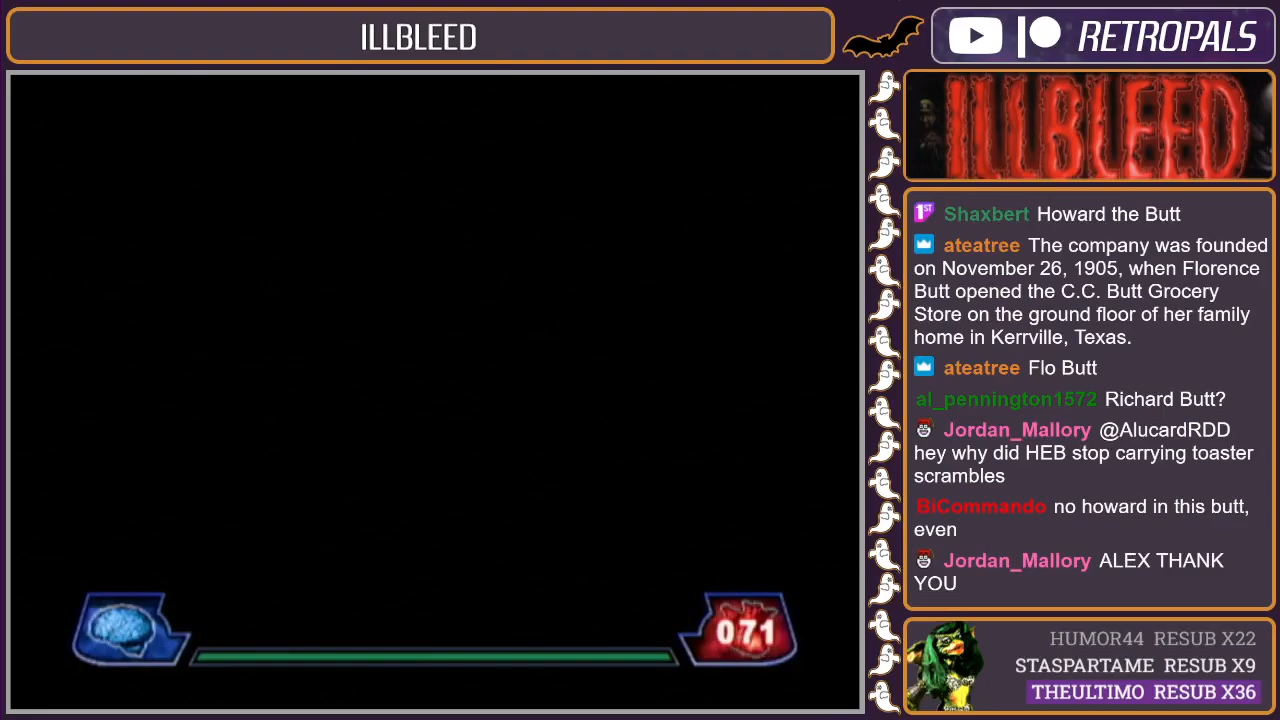 ILLBLEED
RETROPALS
ILLBLEED
1ST Shaxbert Howard the Butt
ateatree The company was founded
on November 26, 1905, when Florence
Butt opened the C.C. Butt Grocery
Store on the ground floor of her family
home in Kerrville, Texas.
ateatree Flo Butt
al_pennington1572 Richard Butt?
Jordan_Mallory @AlucardRDD
hey why did HEB stop carrying toaster
scrambles
BiCommando no howard in this butt,
even
Jordan_Mallory ALEX THANK
YOU
071
HUMOR44 RESUB X22
STASPARTAME RESUB X9
THEULTIMO RESUB X36